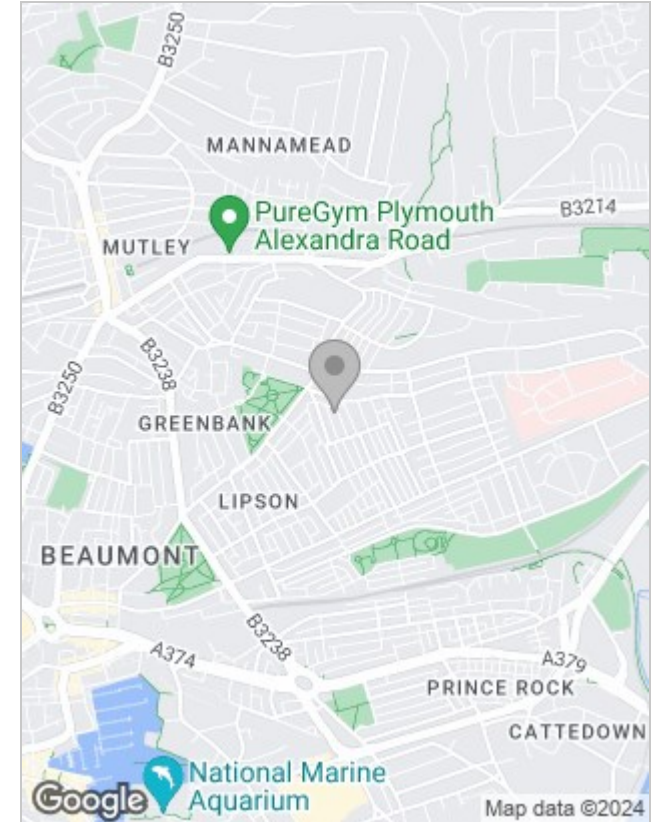 B3250
MANNAMEAD
PureGym Plymouth
Alexandra Road
B3214
MUTLEY
B3238
B3250
GREENBANK
LIPSON
BEAUMONT
B3238
A374
A379
PRINCE ROCK
CATTEDOWN
National Marine
Aquarium
Google
Map data ©2024